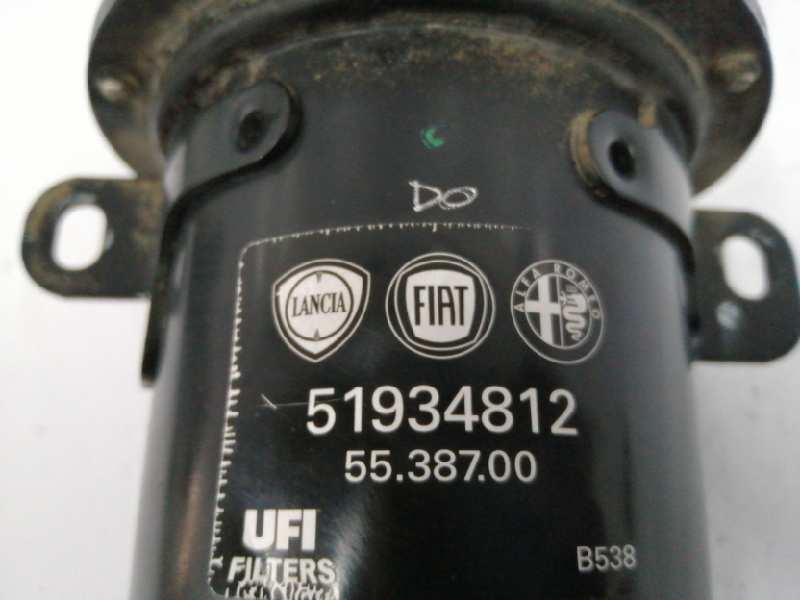 DO
LANCIA
FIAT
ALFA ROMEO
51934812
55.387.00
UFI
FILTERS
B538